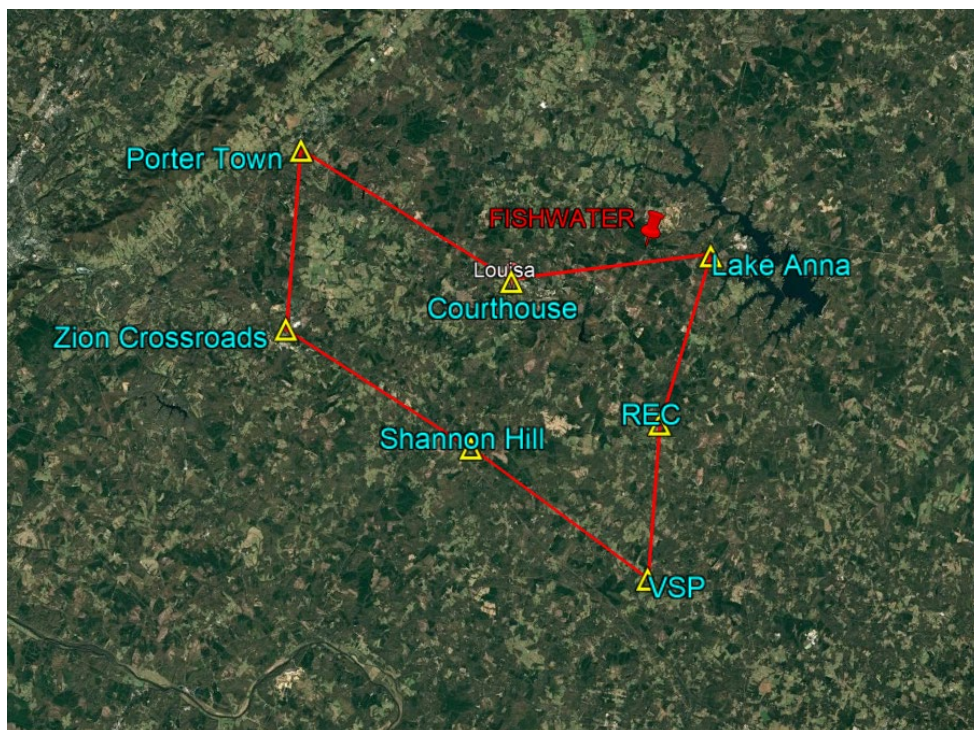 Porter Town
FISHWATER
Louisa
Lake Anna
Courthouse
Zion Crossroads
REC
Shannon Hill
VSP